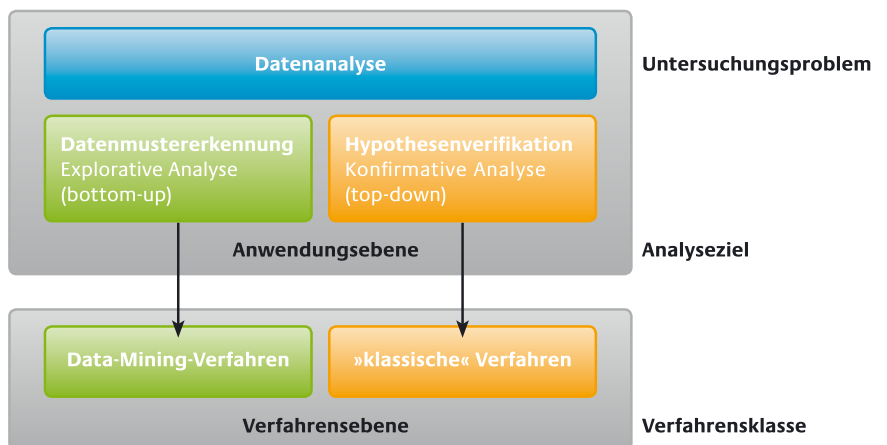 Datenanalyse
Untersuchungsproblem
Datenmustererkennung
Explorative Analyse
(bottom-up)
Hypothesenverifikation
Konfirmative Analyse
(top-down)
Anwendungsebene
Analyseziel
Data-Mining-Verfahren
»klassische« Verfahren
Verfahrensebene
Verfahrensklasse